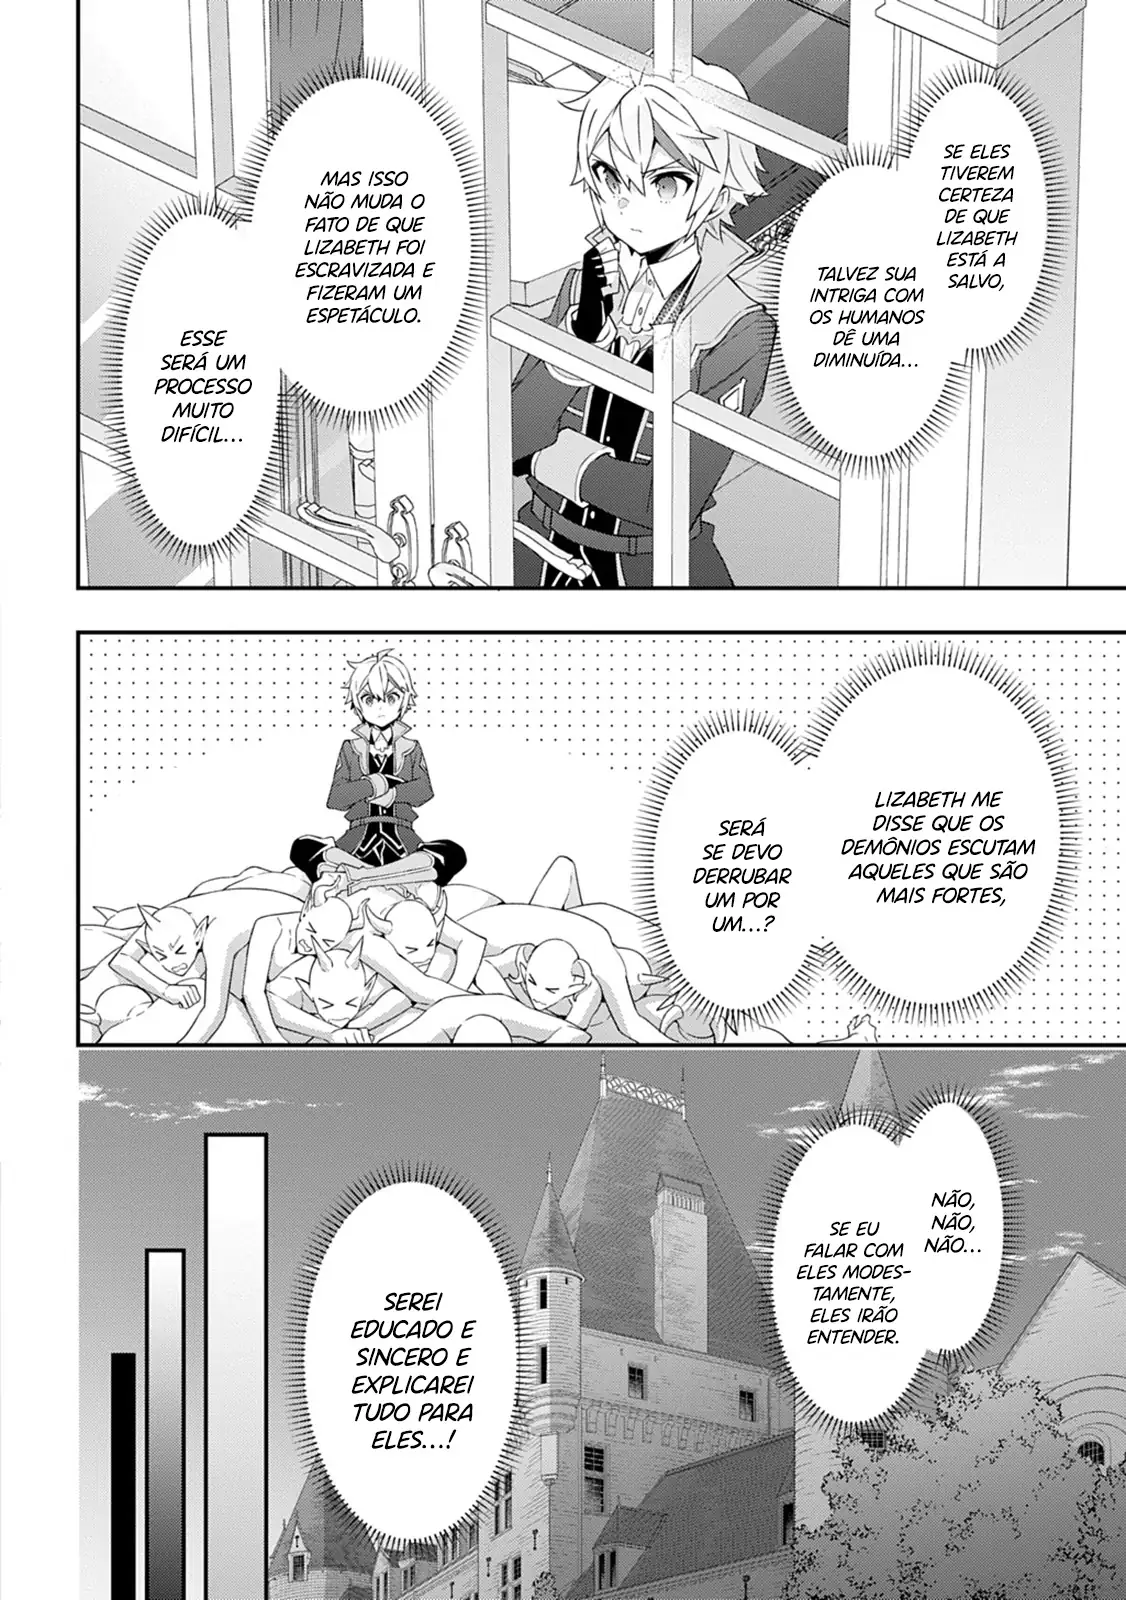 SE ELES
TIVEREM
CERTEZA
DE QUE
LIZABETH
ESTÁ A
SALVO,
TALVEZ SUA
INTRIGA COM
OS HUMANOS
DÊ UMA
DIMINUÍDA...
MAS ISSO
NÃO MUDA O
FATO DE QUE
LIZABETH FOI
ESCRAVIZADA E
FIZERAM UM
ESPETÁCULO.
ESSE
SERÁ UM
PROCESSO
MUITO
DIFÍCIL...
LIZABETH ME
DISSE QUE OS
DEMÔNIOS ESCUTAM
AQUELES QUE SÃO
MAIS FORTES,
SERÁ
SE DEVO
DERRUBAR
UM POR
UM...?
NÃO,
NÃO,
NÃO...
SE EU
FALAR COM
ELES MODES-
TAMENTE,
ELES IRÃO
ENTENDER.
SEREI
EDUCADO E
SINCERO E
EXPLICAREI
TUDO PARA
ELES...!